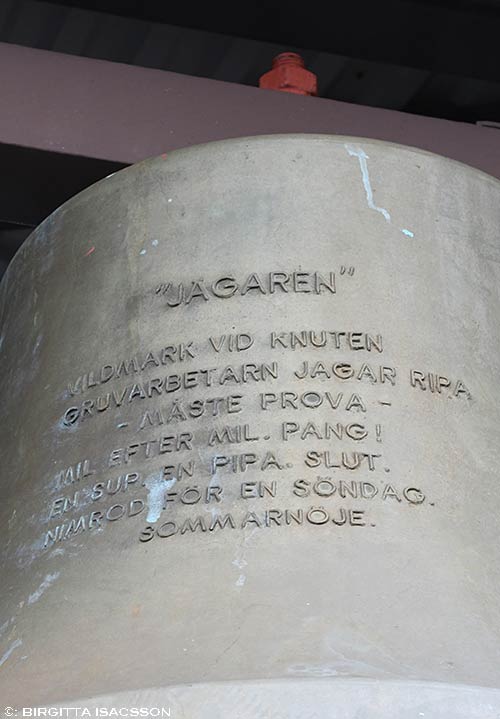 "JÄGAREN"
VILDMARK VID KNUTEN
GRUVARBETARN JAGAR RIPA
- MÅSTE PROVA -
MIL EFTER MIL. PANG!
EN SUP. EN PIPA. SLUT.
NIMROD FÖR EN SÖNDAG.
SOMMARNÖJE.
©: BIRGITTA ISACSSON